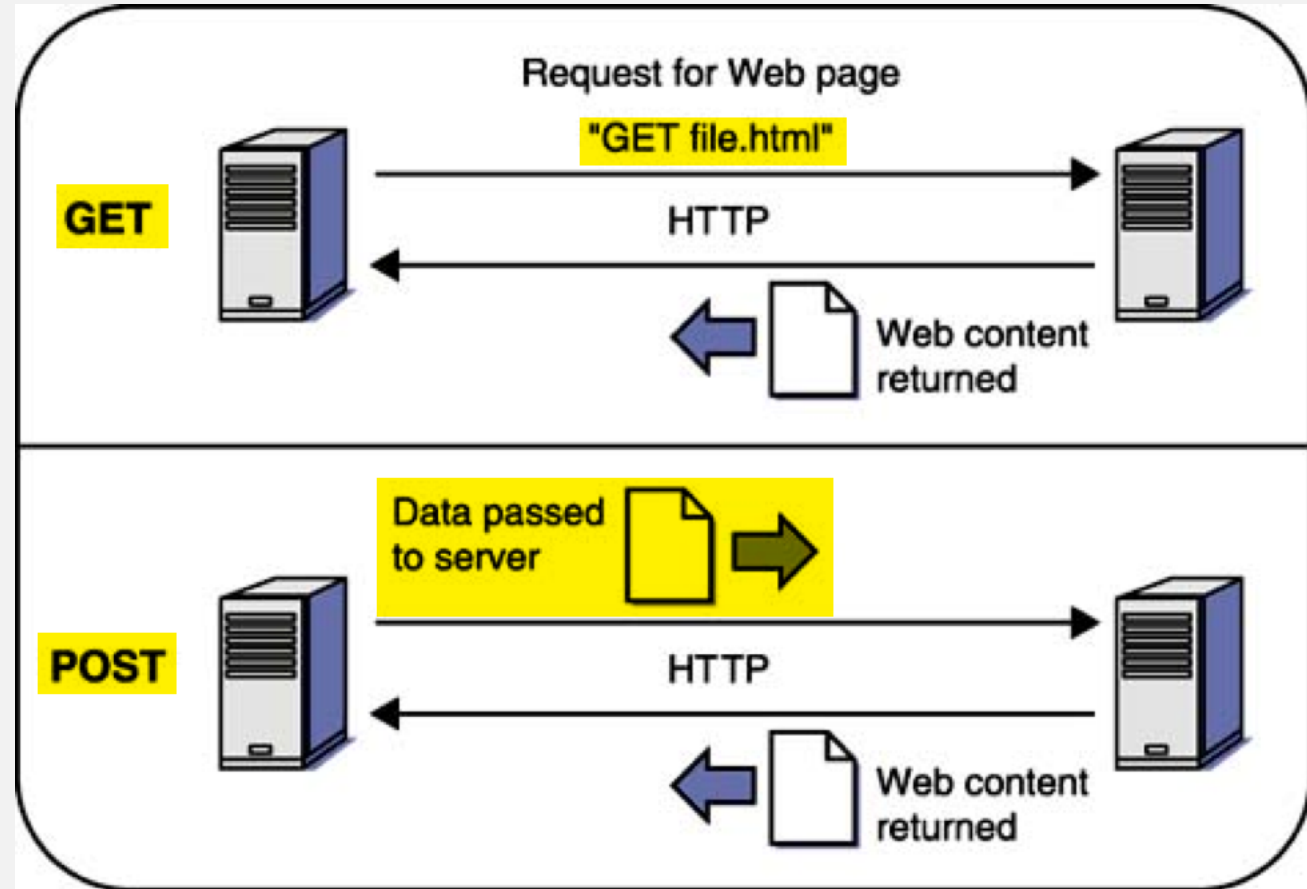 Request for Web page
"GET file.html"
GET
HTTP
Web content
returned
Data passed
to server
POST
HTTP
Web content
returned